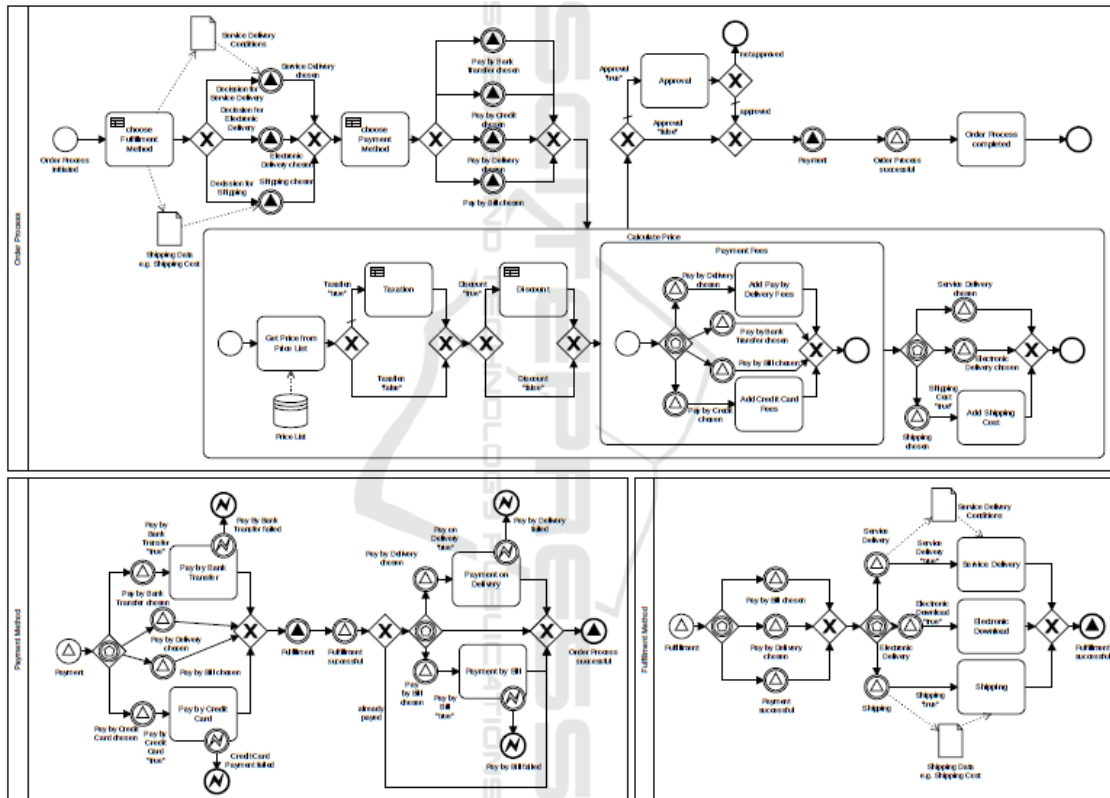 Order Process
Service Delivery
Conditions
Service Delivery
chosen
Decission for
Service Delivery
Decission for
Electronic
Delivery
Electronic
Delivery chosen
Decission for
Shipping
Shipping chosen
Order Process
Initiated
choose
Fulfillment
Method
Shipping Data
e.g. Shipping Cost
choose
Payment
Method
Pay by Bank
Transfer chosen
Pay by Credit
chosen
Pay by Delivery
chosen
Pay by Bill chosen
Approval
"true"
Approval
not approved
approved
Approval
"false"
Payment
Order Process
successful
Order Process
completed
Calculate Price
Get Price from
Price List
Price List
Taxation
"true"
Taxation
Taxation
"false"
Discount
"true"
Discount
Discount
"false"
Payment Fees
Pay by Delivery
chosen
Add Pay by
Delivery Fees
Pay by Bank
Transfer chosen
Pay by Bill chosen
Pay by Credit
chosen
Add Credit Card
Fees
Service Delivery
chosen
Electronic
Delivery chosen
Shipping
Cost
"true"
Shipping
chosen
Add Shipping
Cost
Payment Method
Payment
Pay by
Bank
Transfer
"true"
Pay by Bank
Transfer chosen
Pay by Bank
Transfer
Pay By Bank
Transfer failed
Pay by Delivery
chosen
Pay by Bill chosen
Pay by Credit
Card chosen
Pay by
Credit
Card
"true"
Pay by Credit
Card
Credit Card
Payment failed
Fulfillment
Fulfillment
successful
already
payed
Pay by Delivery
chosen
Pay on
Delivery
"true"
Payment on
Delivery
Pay by Delivery
failed
Pay
by Bill
chosen
Pay by
Bill
"true"
Payment by Bill
Pay by Bill failed
Order Process
successful
Fulfillment Method
Fulfillment
Pay by Bill chosen
Pay by Delivery
chosen
Payment
successful
Service
Delivery
Service Delivery
Conditions
Service
Delivery
"true"
Service Delivery
Electronic
Download
"true"
Electronic
Delivery
Electronic
Download
Shipping
Shipping
"true"
Shipping
Shipping Data
e.g. Shipping Cost
Fulfillment
successful
SCITEPRESS
SCIENCE AND TECHNOLOGY PUBLICATIONS